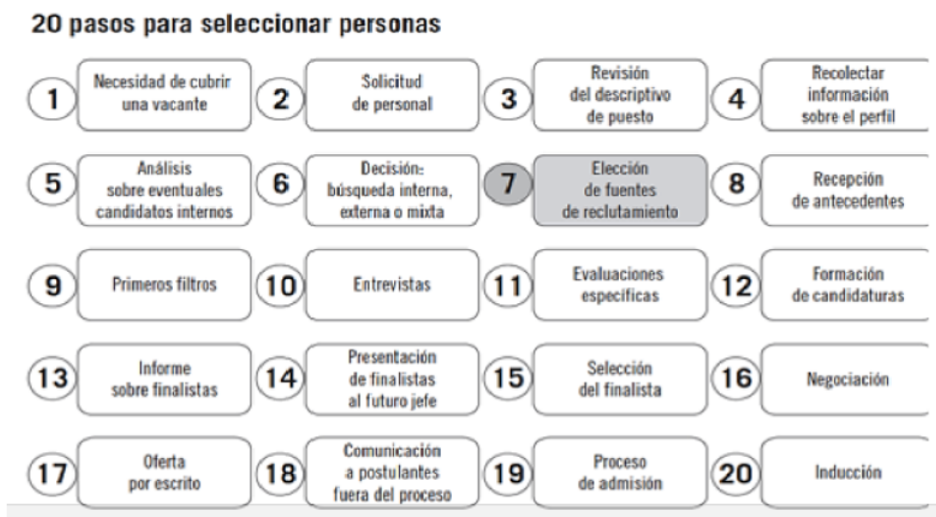 20 pasos para seleccionar personas
1
Necesidad de cubrir
una vacante
2
Solicitud
de personal
3
Revisión
del descriptivo
de puesto
4
Recolectar
información
sobre el perfil
5
Análisis
sobre eventuales
candidatos internos
6
Decisión:
búsqueda interna,
externa o mixta
7
Elección
de fuentes
de reclutamiento
8
Recepción
de antecedentes
9
Primeros filtros
10
Entrevistas
11
Evaluaciones
específicas
12
Formación
de candidaturas
13
Informe
sobre finalistas
14
Presentación
de finalistas
al futuro jefe
15
Selección
del finalista
16
Negociación
17
Oferta
por escrito
18
Comunicación
a postulantes
fuera del proceso
19
Proceso
de admisión
20
Inducción